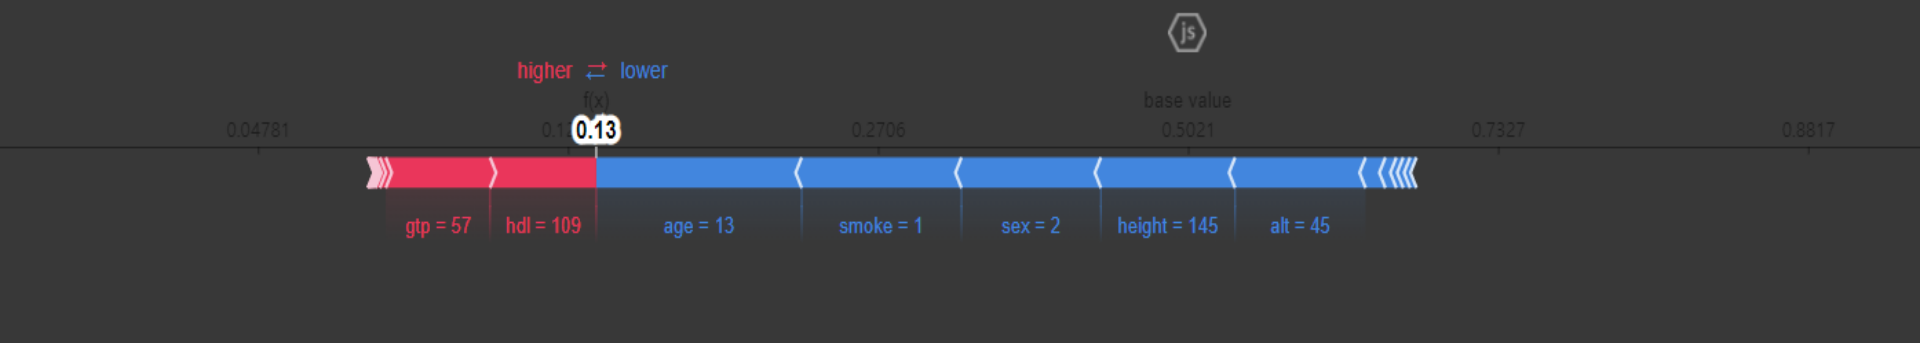 js
higher lower
f(x) base value
0.04781 0.13 0.2706 0.5021 0.7327 0.8817
gtp = 57 hdl = 109 age = 13 smoke = 1 sex = 2 height = 145 alt = 45